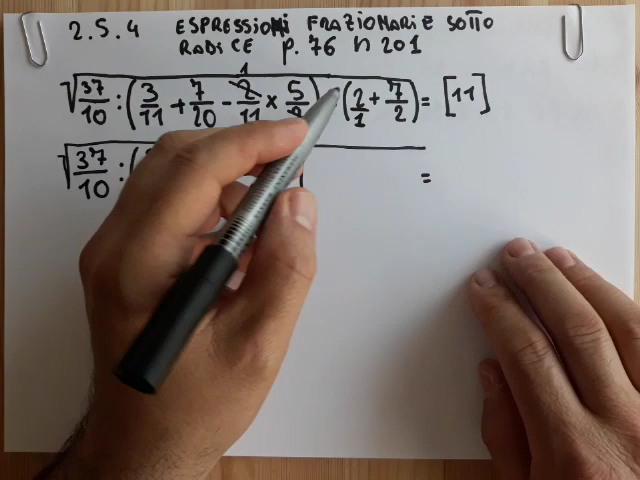 2.5.4 ESPRESSIONI FRAZIONARIE SOTTO
RADICE p. 76 n 201
√ 37/10 : (3/11 + 7/20 - 2/11 × 5/ ) (2/1 + 7/2) = [11]
1
√ 37/10 : ( =